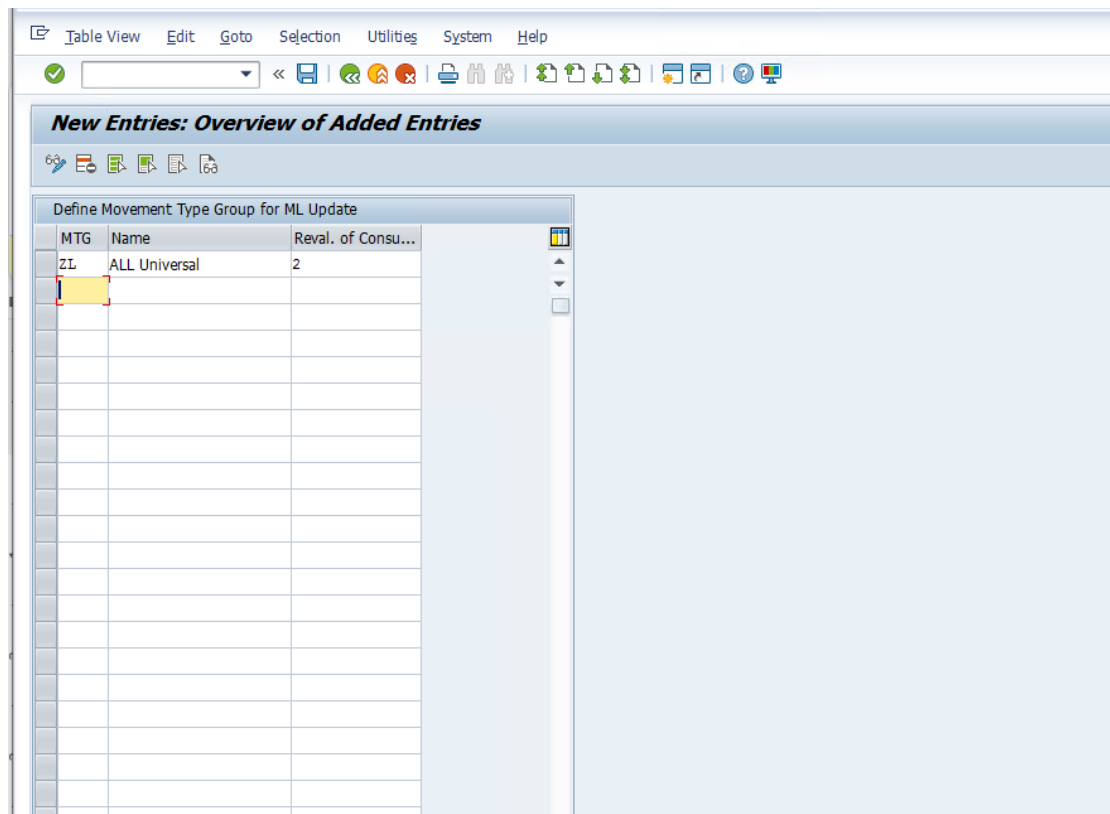 Table View Edit Goto Selection Utilities System Help
New Entries: Overview of Added Entries
Define Movement Type Group for ML Update
MTG Name Reval. of Consu...
ZL ALL Universal 2